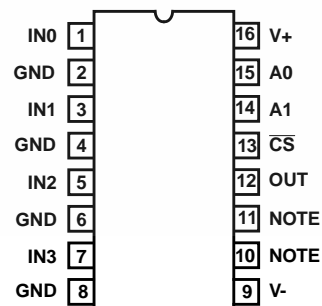 IN0 1 16 V+
GND 2 15 A0
IN1 3 14 A1
GND 4 13 C̅S̅
IN2 5 12 OUT
GND 6 11 NOTE
IN3 7 10 NOTE
GND 8 9 V-